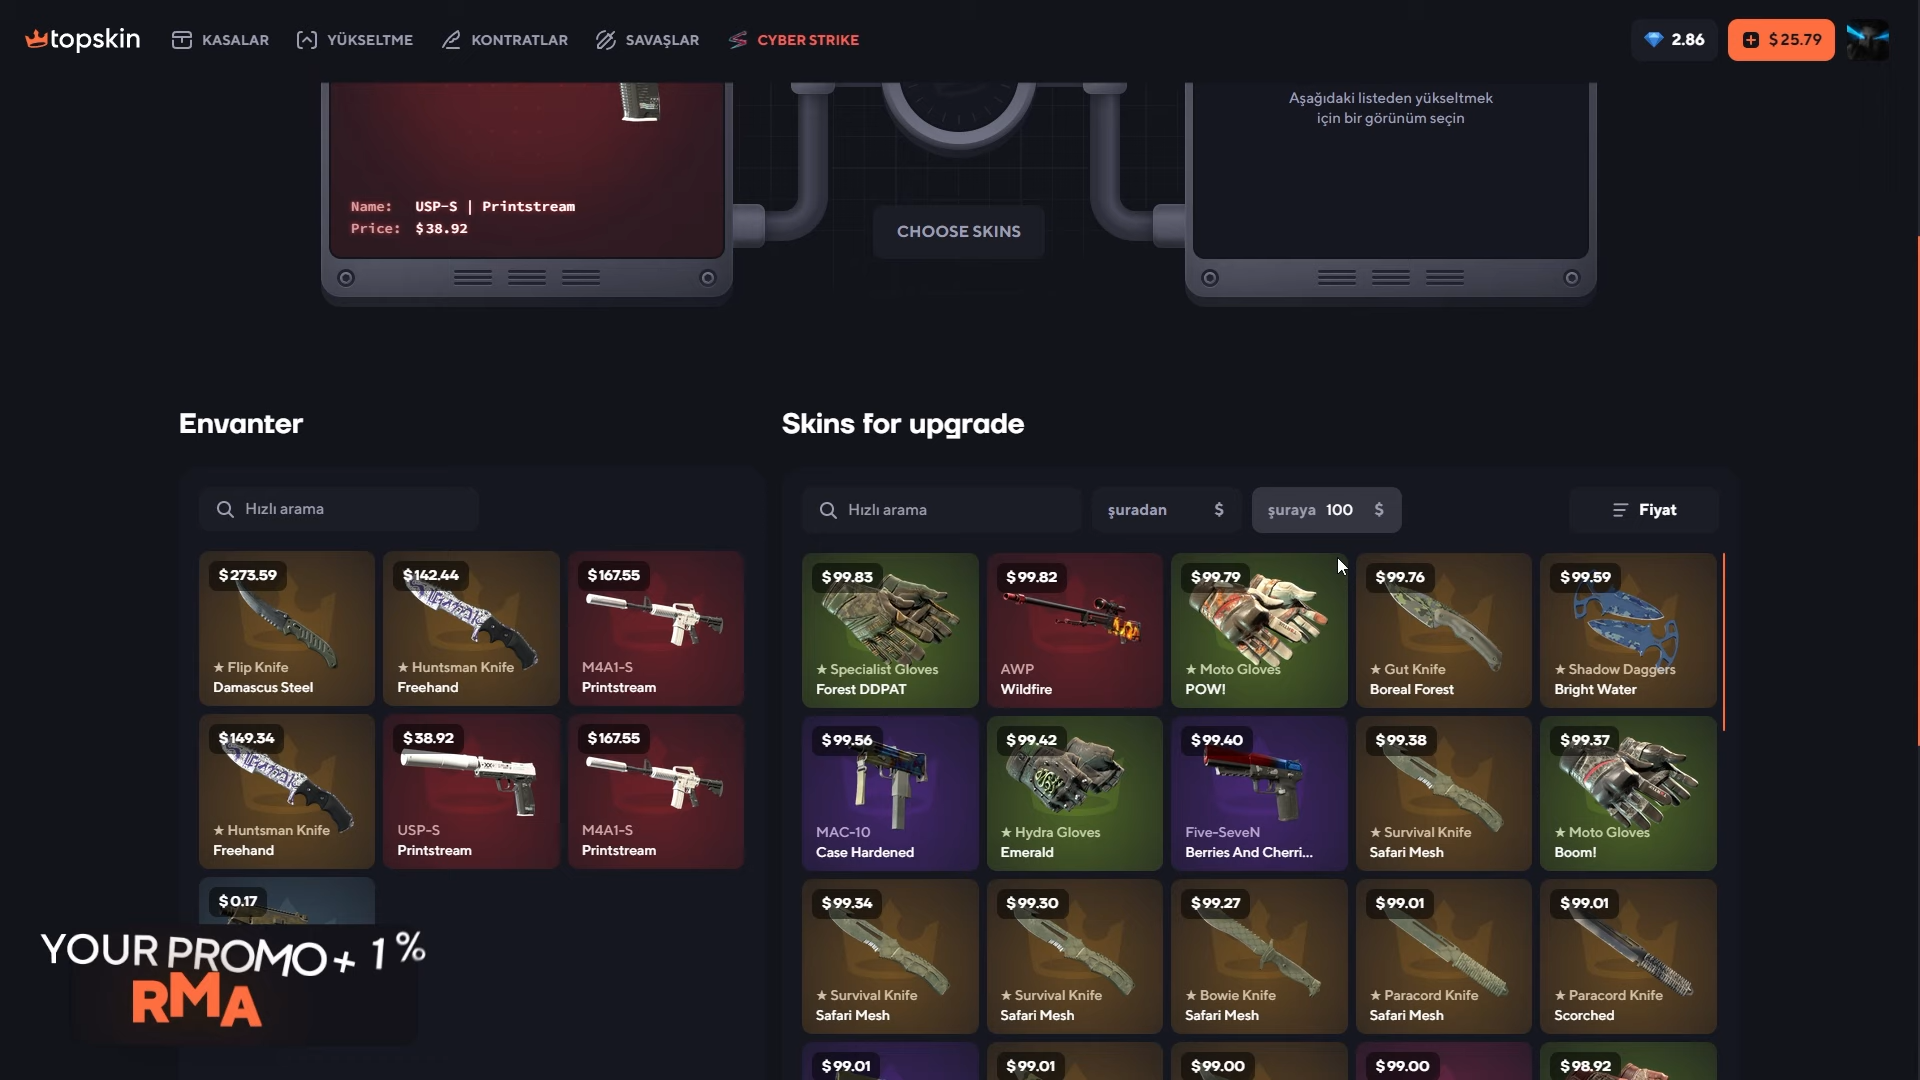 topskin KASALAR YÜKSELTME KONTRATLAR SAVAŞLAR CYBER STRIKE 2.86 $25.79
Aşağıdaki listeden yükseltmek
için bir görünüm seçin
Name: USP-S | Printstream
Price: $38.92
CHOOSE SKINS
Envanter
Skins for upgrade
Hızlı arama
Hızlı arama şuradan $ şuraya 100 $ Fiyat
$273.59 $142.44 $167.55
★ Flip Knife ★ Huntsman Knife M4A1-S
Damascus Steel Freehand Printstream
$149.34 $38.92 $167.55
★ Huntsman Knife USP-S M4A1-S
Freehand Printstream Printstream
$0.17
$99.83 $99.82 $99.79 $99.76 $99.59
★ Specialist Gloves AWP ★ Moto Gloves ★ Gut Knife ★ Shadow Daggers
Forest DDPAT Wildfire POW! Boreal Forest Bright Water
$99.56 $99.42 $99.40 $99.38 $99.37
MAC-10 ★ Hydra Gloves Five-SeveN ★ Survival Knife ★ Moto Gloves
Case Hardened Emerald Berries And Cherri... Safari Mesh Boom!
$99.34 $99.30 $99.27 $99.01 $99.01
★ Survival Knife ★ Survival Knife ★ Bowie Knife ★ Paracord Knife ★ Paracord Knife
Safari Mesh Safari Mesh Safari Mesh Safari Mesh Scorched
$99.01 $99.01 $99.00 $99.00 $98.92
YOUR PROMO + 1 %
RMA